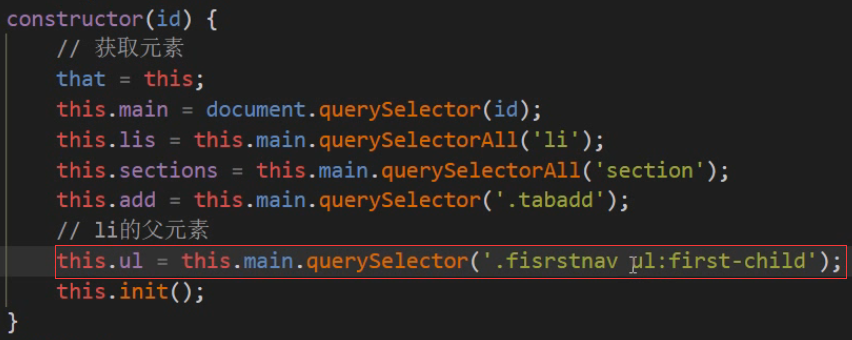 constructor(id) {
// 获取元素
that = this;
this.main = document.querySelector(id);
this.lis = this.main.querySelectorAll('li');
this.sections = this.main.querySelectorAll('section');
this.add = this.main.querySelector('.tabadd');
// li的父元素
this.ul = this.main.querySelector('.fisrstnav ul:first-child');
this.init();
}